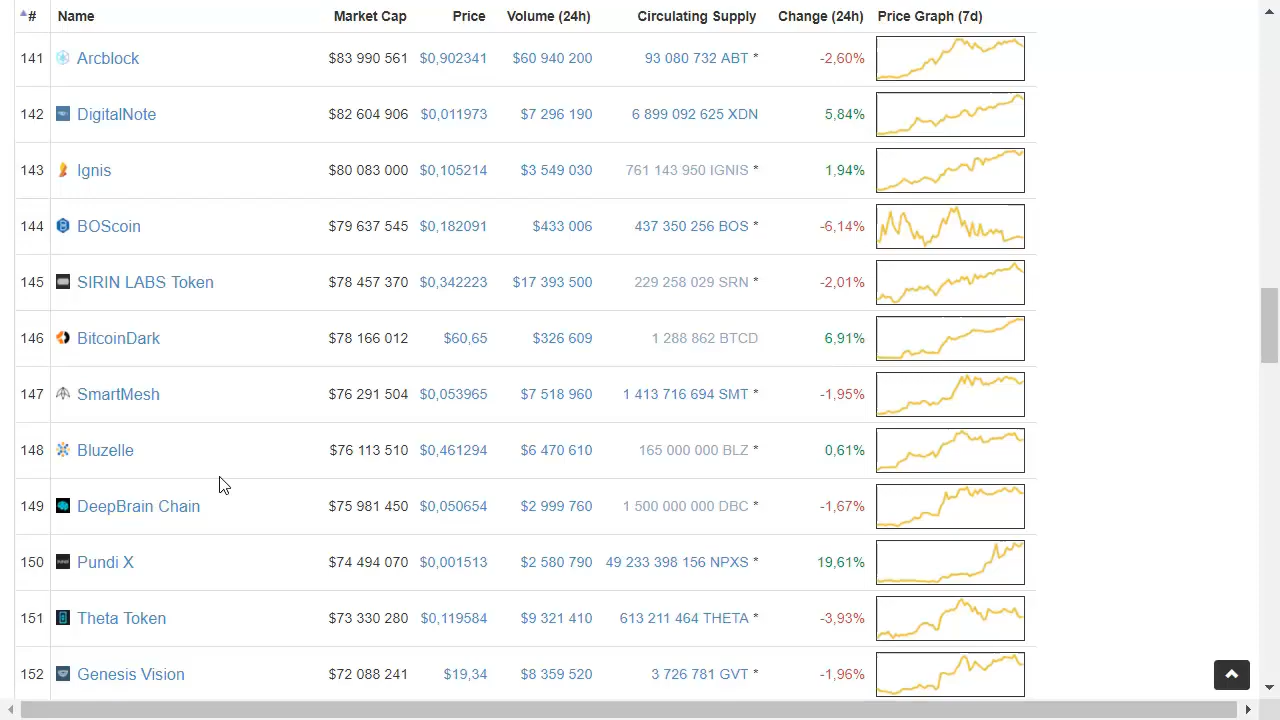 # Name Market Cap Price Volume (24h) Circulating Supply Change (24h) Price Graph (7d)
141 Arcblock $83 990 561 $0,902341 $60 940 200 93 080 732 ABT * -2,60%
142 DigitalNote $82 604 906 $0,011973 $7 296 190 6 899 092 625 XDN 5,84%
143 Ignis $80 083 000 $0,105214 $3 549 030 761 143 950 IGNIS * 1,94%
144 BOScoin $79 637 545 $0,182091 $433 006 437 350 256 BOS * -6,14%
145 SIRIN LABS Token $78 457 370 $0,342223 $17 393 500 229 258 029 SRN * -2,01%
146 BitcoinDark $78 166 012 $60,65 $326 609 1 288 862 BTCD 6,91%
147 SmartMesh $76 291 504 $0,053965 $7 518 960 1 413 716 694 SMT * -1,95%
148 Bluzelle $76 113 510 $0,461294 $6 470 610 165 000 000 BLZ * 0,61%
149 DeepBrain Chain $75 981 450 $0,050654 $2 999 760 1 500 000 000 DBC * -1,67%
150 Pundi X $74 494 070 $0,001513 $2 580 790 49 233 398 156 NPXS * 19,61%
151 Theta Token $73 330 280 $0,119584 $9 321 410 613 211 464 THETA * -3,93%
152 Genesis Vision $72 088 241 $19,34 $8 359 520 3 726 781 GVT * -1,96%